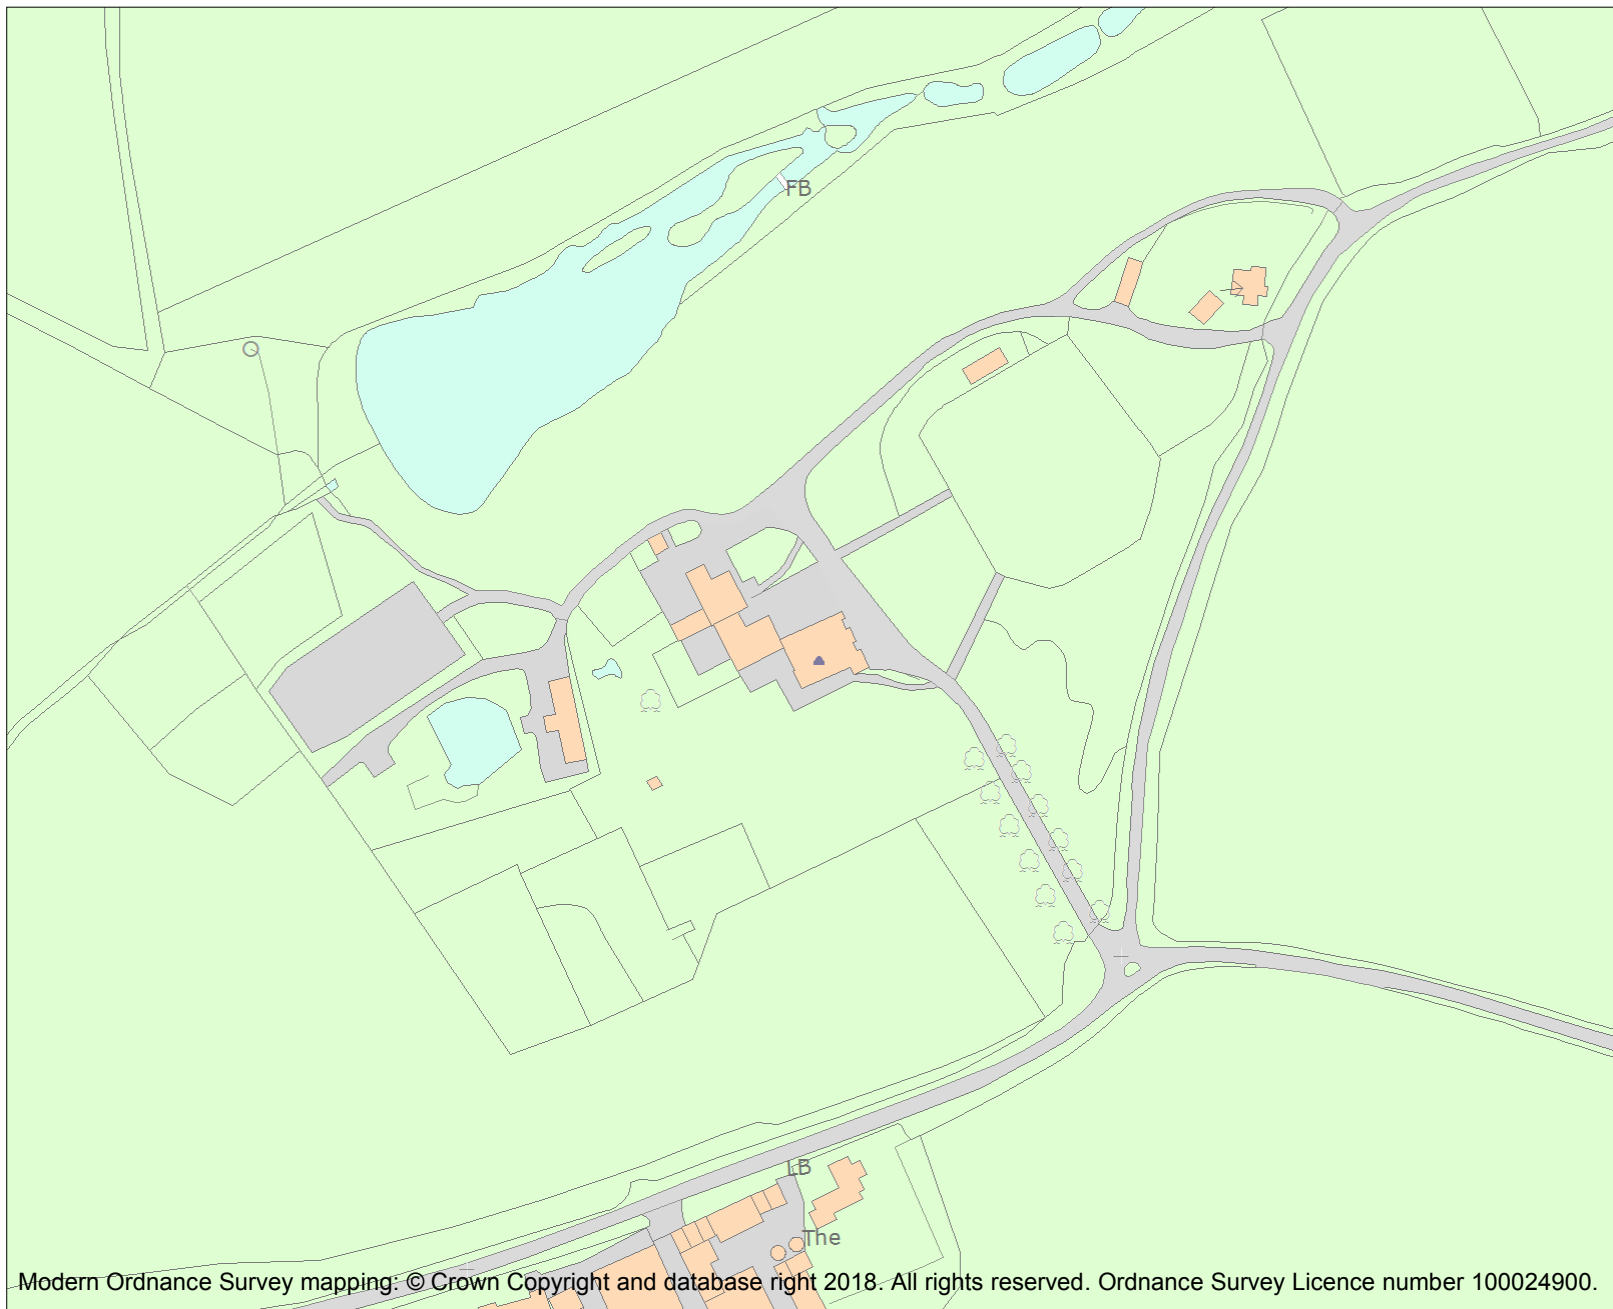 FB
LB
The
Modern Ordnance Survey mapping: © Crown Copyright and database right 2018. All rights reserved. Ordnance Survey Licence number 100024900.